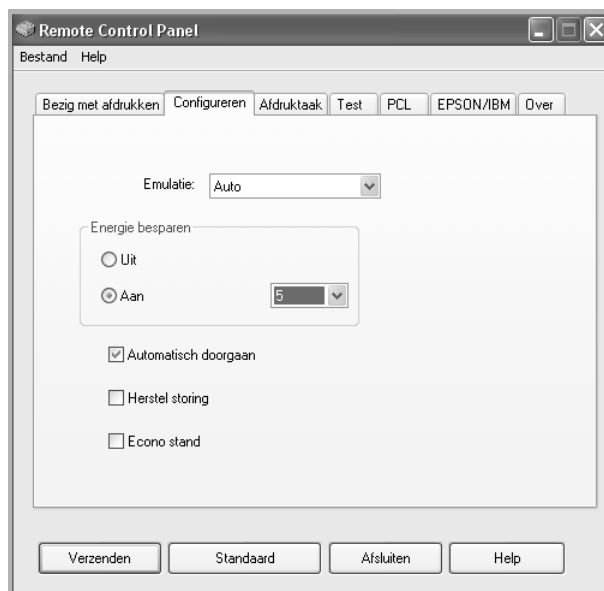 Remote Control Panel
Bestand Help
Bezig met afdrukken Configureren Afdruktaak Test PCL EPSON/IBM Over
Emulatie: Auto
Energie besparen
Uit
Aan 5
Automatisch doorgaan
Herstel storing
Econo stand
Verzenden Standaard Afsluiten Help